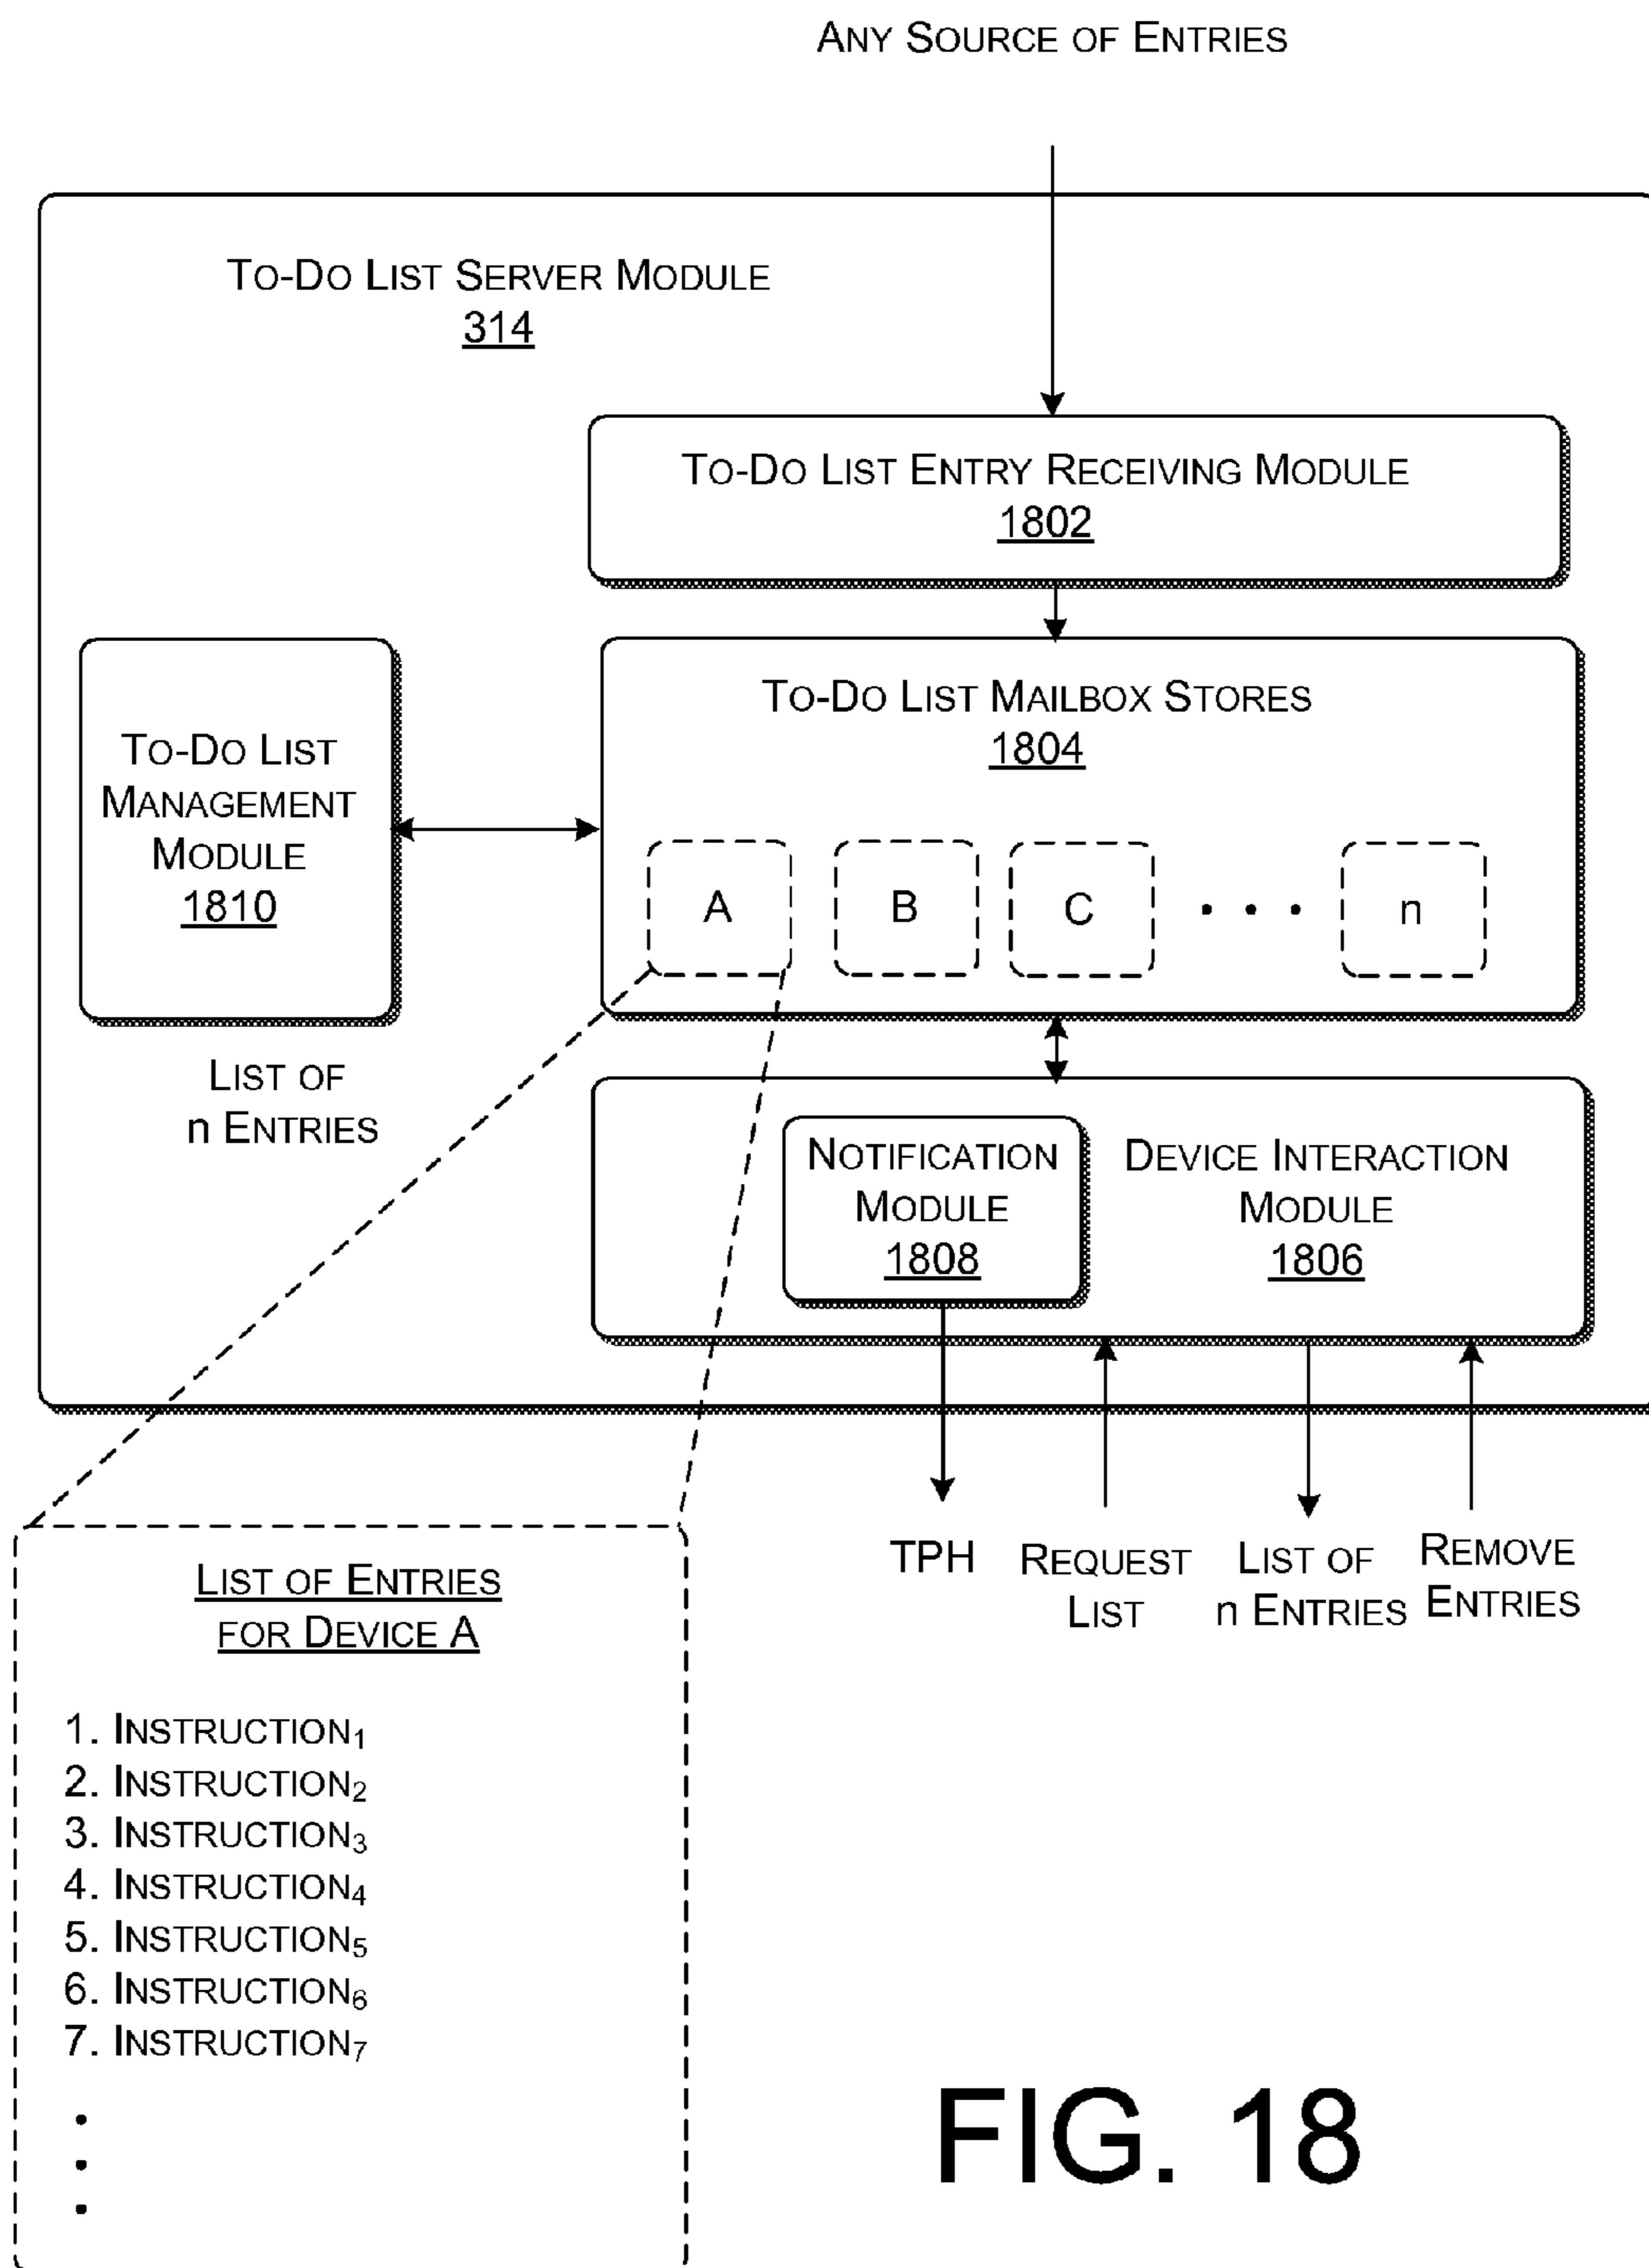 ANY SOURCE OF ENTRIES
TO-DO LIST SERVER MODULE
314
TO-DO LIST ENTRY RECEIVING MODULE
1802
TO-DO LIST MAILBOX STORES
1804
TO-DO LIST
MANAGEMENT
MODULE
1810
A
B
C
• • •
n
LIST OF
n ENTRIES
NOTIFICATION
MODULE
1808
DEVICE INTERACTION
MODULE
1806
TPH
REQUEST
LIST
LIST OF
n ENTRIES
REMOVE
ENTRIES
LIST OF ENTRIES
FOR DEVICE A
1. INSTRUCTION₁
2. INSTRUCTION₂
3. INSTRUCTION₃
4. INSTRUCTION₄
5. INSTRUCTION₅
6. INSTRUCTION₆
7. INSTRUCTION₇
FIG. 18